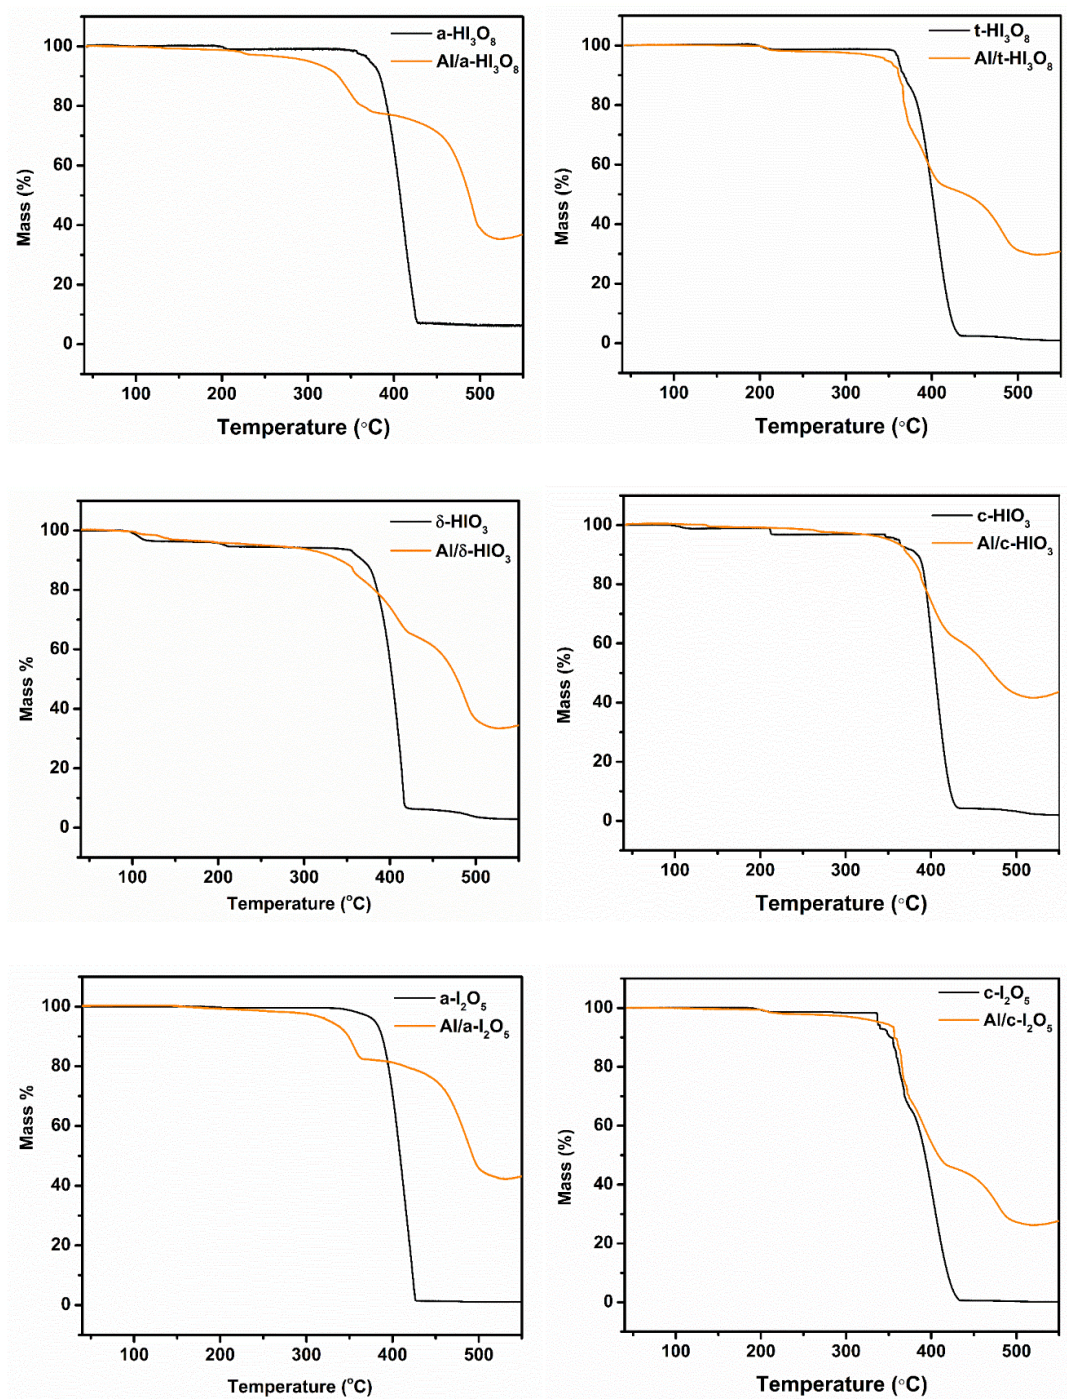 a-HI₃O₈
Al/a-HI₃O₈
100
80
60
40
20
0
Mass (%)
100 200 300 400 500
Temperature (°C)
t-HI₃O₈
Al/t-HI₃O₈
100
80
60
40
20
0
Mass (%)
100 200 300 400 500
Temperature (°C)
δ-HIO₃
Al/δ-HIO₃
100
80
60
40
20
0
Mass %
100 200 300 400 500
Temperature (°C)
c-HIO₃
Al/c-HIO₃
100
80
60
40
20
0
Mass (%)
100 200 300 400 500
Temperature (°C)
a-I₂O₅
Al/a-I₂O₅
100
80
60
40
20
0
Mass %
100 200 300 400 500
Temperature (°C)
c-I₂O₅
Al/c-I₂O₅
100
80
60
40
20
0
Mass (%)
100 200 300 400 500
Temperature (°C)